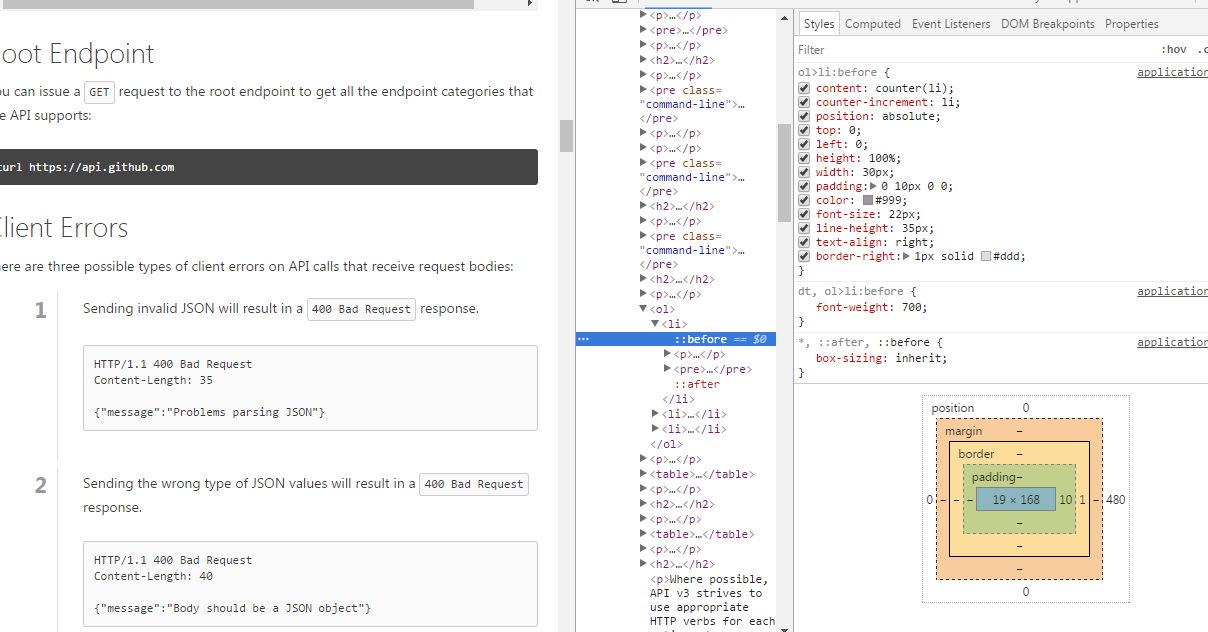 oot Endpoint
u can issue a GET request to the root endpoint to get all the endpoint categories that
e API supports:
curl https://api.github.com
lient Errors
ere are three possible types of client errors on API calls that receive request bodies:
1 Sending invalid JSON will result in a 400 Bad Request response.
HTTP/1.1 400 Bad Request
Content-Length: 35
{"message":"Problems parsing JSON"}
2 Sending the wrong type of JSON values will result in a 400 Bad Request
response.
HTTP/1.1 400 Bad Request
Content-Length: 40
{"message":"Body should be a JSON object"}
<p>…</p>
<pre>…</pre>
<p>…</p>
<h2>…</h2>
<p>…</p>
<pre class=
"command-line">…
</pre>
<p>…</p>
<p>…</p>
<pre class=
"command-line">…
</pre>
<h2>…</h2>
<p>…</p>
<pre class=
"command-line">…
</pre>
<h2>…</h2>
<p>…</p>
<ol>
<li>
::before == $0
<p>…</p>
<pre>…</pre>
::after
</li>
<li>…</li>
<li>…</li>
</ol>
<p>…</p>
<table>…</table>
<p>…</p>
<h2>…</h2>
<p>…</p>
<table>…</table>
<p>…</p>
<h2>…</h2>
<p>Where possible,
API v3 strives to
use appropriate
HTTP verbs for each
Styles Computed Event Listeners DOM Breakpoints Properties
Filter :hov .c
ol>li:before { application
content: counter(li);
counter-increment: li;
position: absolute;
top: 0;
left: 0;
height: 100%;
width: 30px;
padding: 0 10px 0 0;
color: #999;
font-size: 22px;
line-height: 35px;
text-align: right;
border-right: 1px solid #ddd;
}
dt, ol>li:before { application
font-weight: 700;
}
*, ::after, ::before { application
box-sizing: inherit;
}
position 0
margin –
border –
padding–
0 – – – 19 × 168 10 1 – 480
–
–
–
0